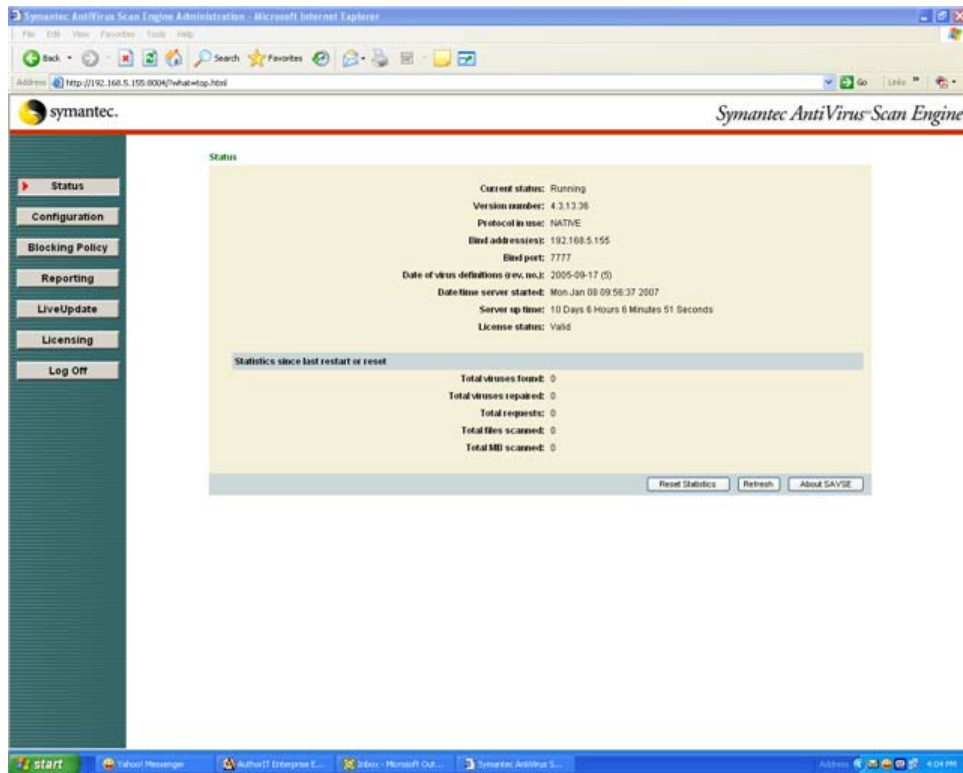 Symantec AntiVirus Scan Engine Administration - Microsoft Internet Explorer
File Edit View Favorites Tools Help
Back Search Favorites
Address http://192.168.5.155:8004/?what=top.html Go Links »
symantec.
Symantec AntiVirus Scan Engine
Status
Configuration
Blocking Policy
Reporting
LiveUpdate
Licensing
Log Off
Status
Current status: Running
Version number: 4.3.13.36
Protocol in use: NATIVE
Bind address(es): 192.168.5.155
Bind port: 7777
Date of virus definitions (rev. no.): 2005-09-17 (5)
Date/time server started: Mon Jan 08 09:56:37 2007
Server up time: 10 Days 6 Hours 6 Minutes 51 Seconds
License status: Valid
Statistics since last restart or reset
Total viruses found: 0
Total viruses repaired: 0
Total requests: 0
Total files scanned: 0
Total MB scanned: 0
Reset Statistics Refresh About SAVSE
start Yahoo! Messenger AuthorIT Enterprise E... Inbox - Microsoft Out... Symantec AntiVirus S... Address 4:04 PM